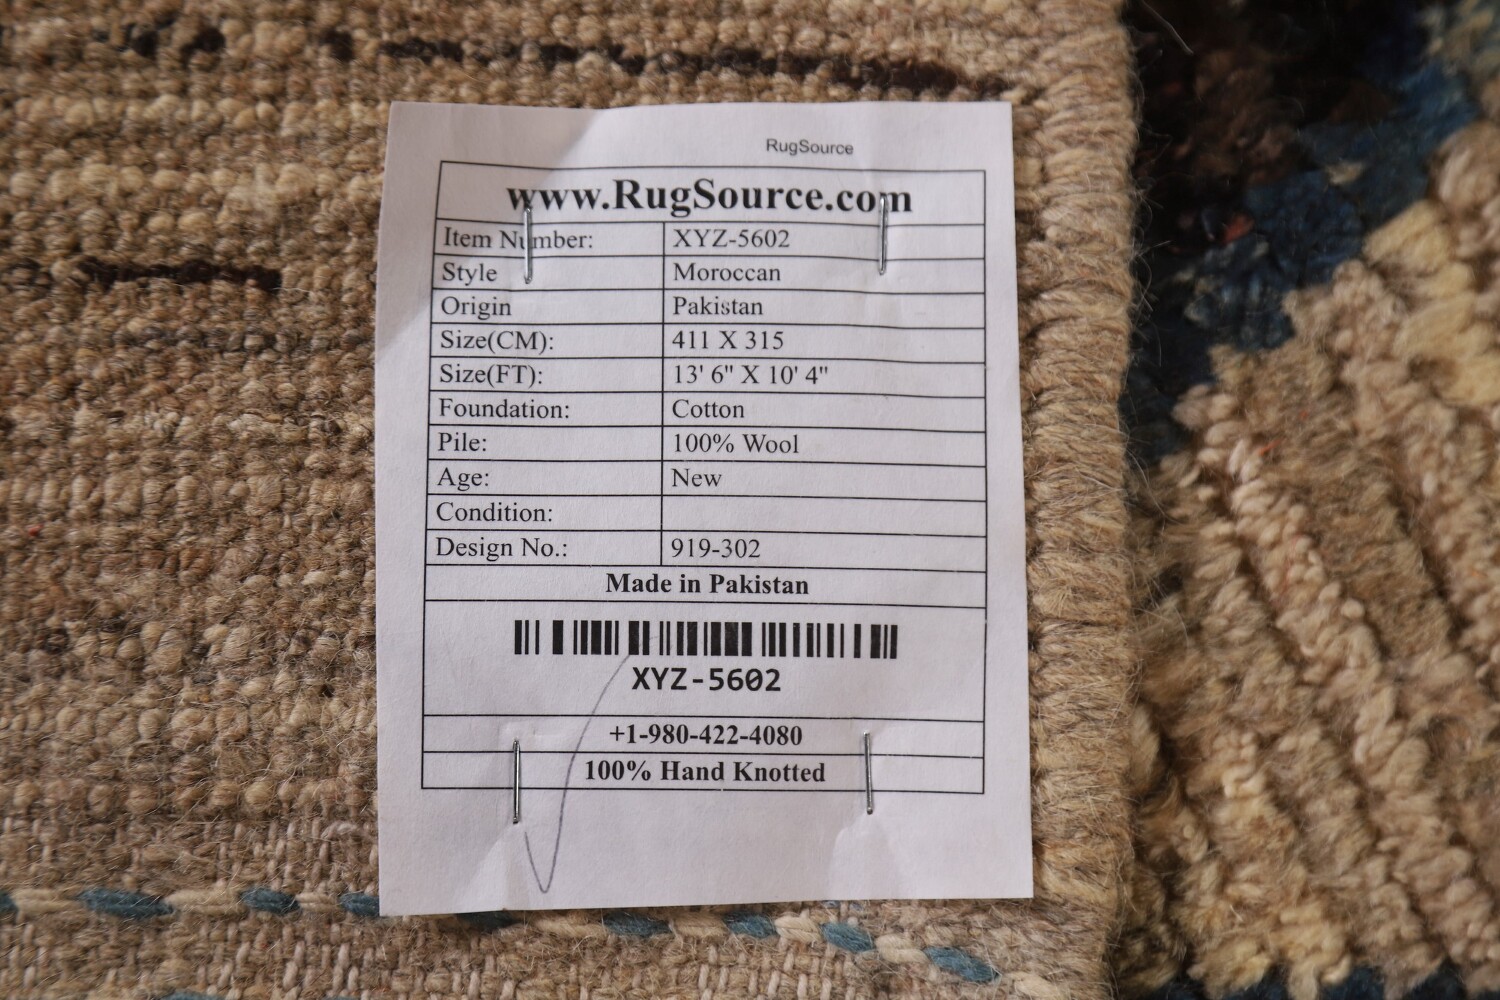 RugSource
www.RugSource.com
Item Number: XYZ-5602
Style Moroccan
Origin Pakistan
Size(CM): 411 X 315
Size(FT): 13' 6" X 10' 4"
Foundation: Cotton
Pile: 100% Wool
Age: New
Condition:
Design No.: 919-302
Made in Pakistan
XYZ-5602
+1-980-422-4080
100% Hand Knotted